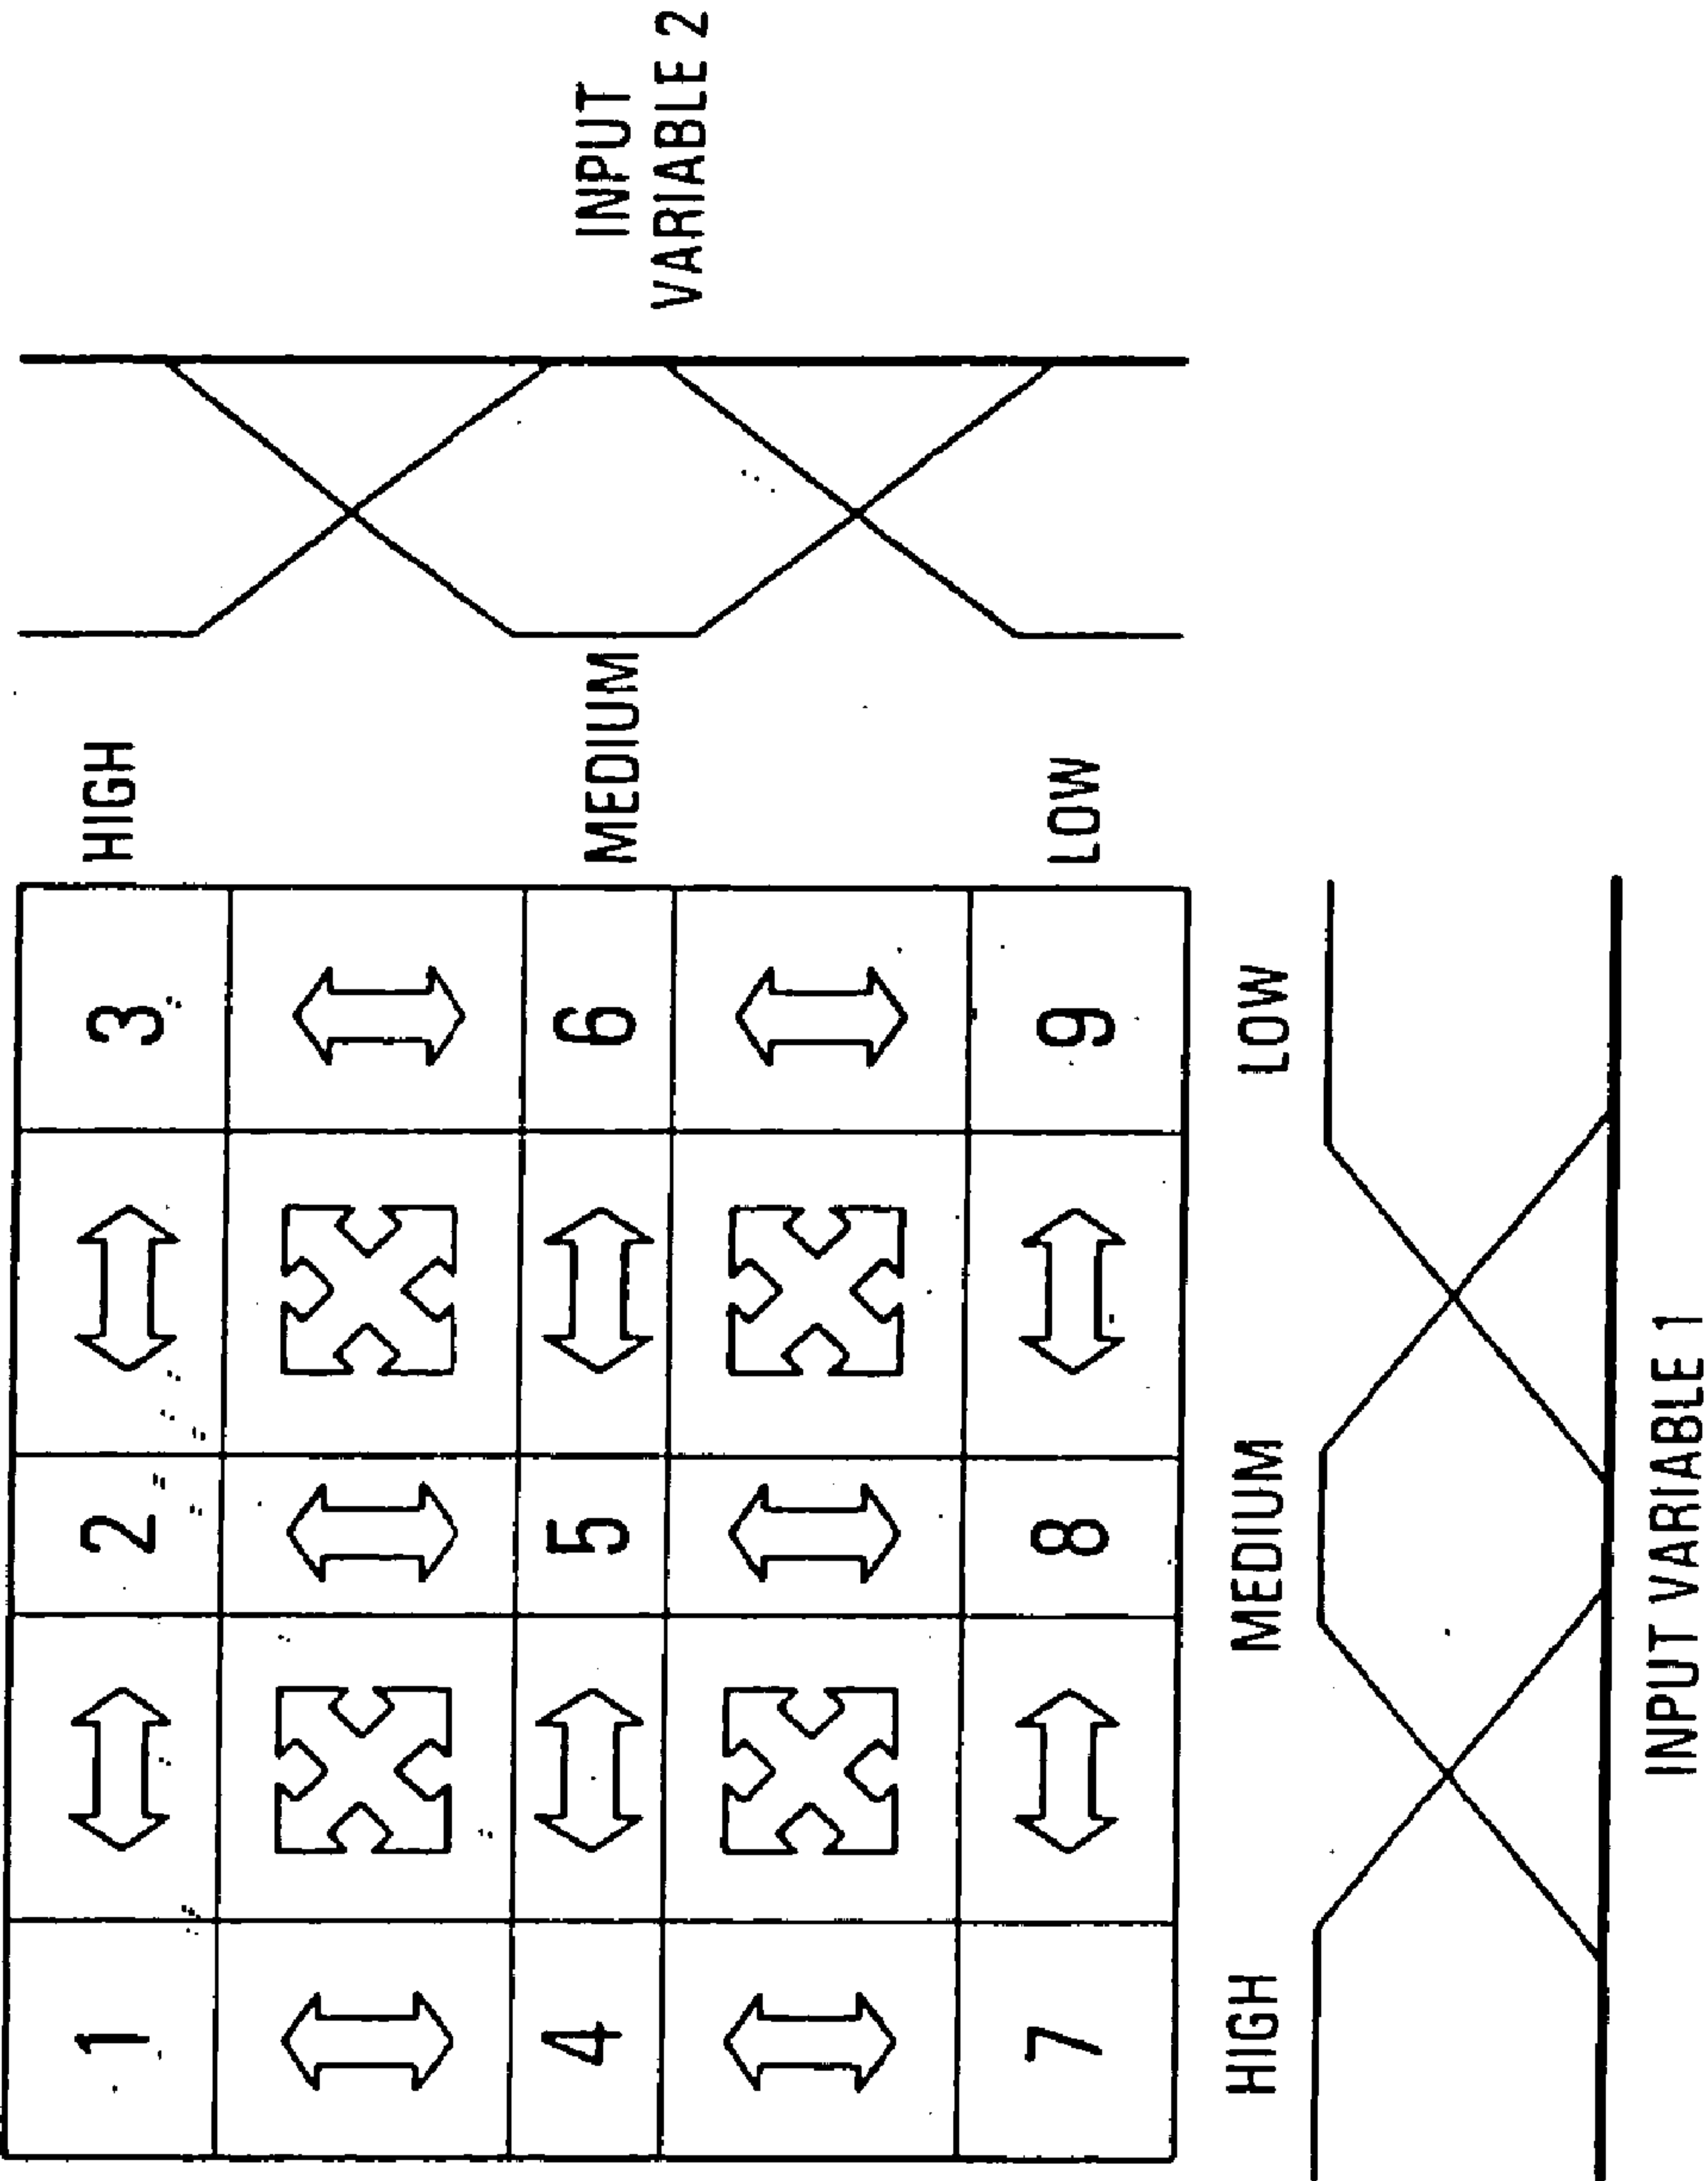 1 2 3 HIGH
4 5 6 MEDIUM
INPUT
VARIABLE 2
7 8 9 LOW
HIGH MEDIUM LOW
INPUT VARIABLE 1